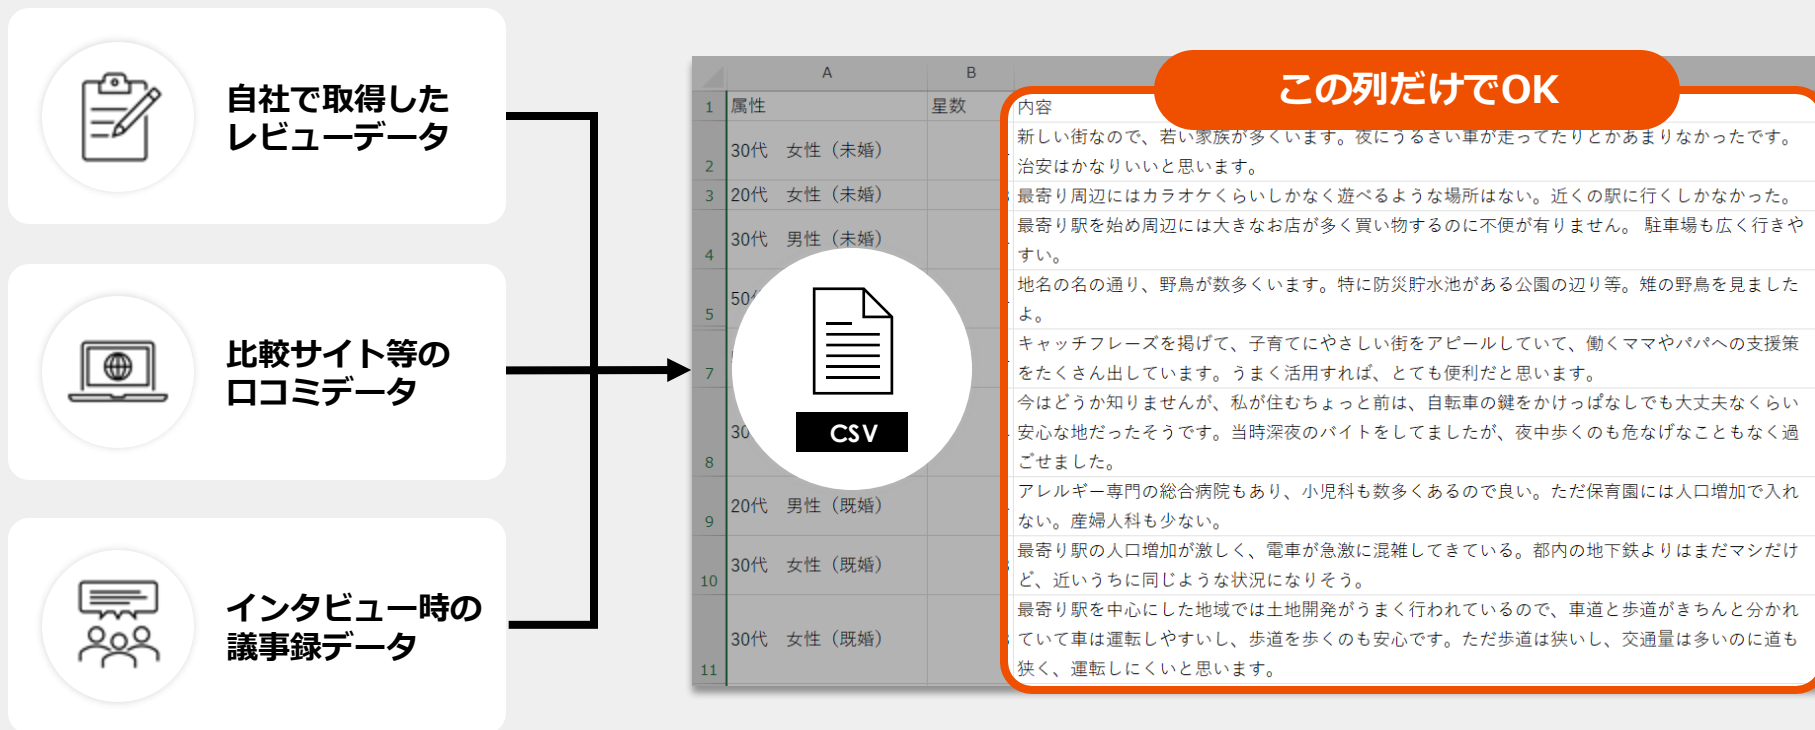 自社で取得した
レビューデータ
比較サイト等の
口コミデータ
インタビュー時の
議事録データ
この列だけでOK
A
B
1
属性
星数
内容
2
30代　女性（未婚）
新しい街なので、若い家族が多くいます。夜にうるさい車が走ってたりとかあまりなかったです。
治安はかなりいいと思います。
3
20代　女性（未婚）
最寄り周辺にはカラオケくらいしかなく遊べるような場所はない。近くの駅に行くしかなかった。
4
30代　男性（未婚）
最寄り駅を始め周辺には大きなお店が多く買い物するのに不便が有りません。 駐車場も広く行きや
すい。
5
50
地名の名の通り、野鳥が数多くいます。特に防災貯水池がある公園の辺り等。雉の野鳥を見ました
よ。
7
キャッチフレーズを掲げて、子育てにやさしい街をアピールしていて、働くママやパパへの支援策
をたくさん出しています。うまく活用すれば、とても便利だと思います。
8
30
今はどうか知りませんが、私が住むちょっと前は、自転車の鍵をかけっぱなしでも大丈夫なくらい
安心な地だったそうです。当時深夜のバイトをしてましたが、夜中歩くのも危なげなこともなく過
ごせました。
CSV
9
20代　男性（既婚）
アレルギー専門の総合病院もあり、小児科も数多くあるので良い。ただ保育園には人口増加で入れ
ない。産婦人科も少ない。
10
30代　女性（既婚）
最寄り駅の人口増加が激しく、電車が急激に混雑してきている。都内の地下鉄よりはまだマシだけ
ど、近いうちに同じような状況になりそう。
11
30代　女性（既婚）
最寄り駅を中心にした地域では土地開発がうまく行われているので、車道と歩道がきちんと分かれ
ていて車は運転しやすいし、歩道を歩くのも安心です。ただ歩道は狭いし、交通量は多いのに道も
狭く、運転しにくいと思います。